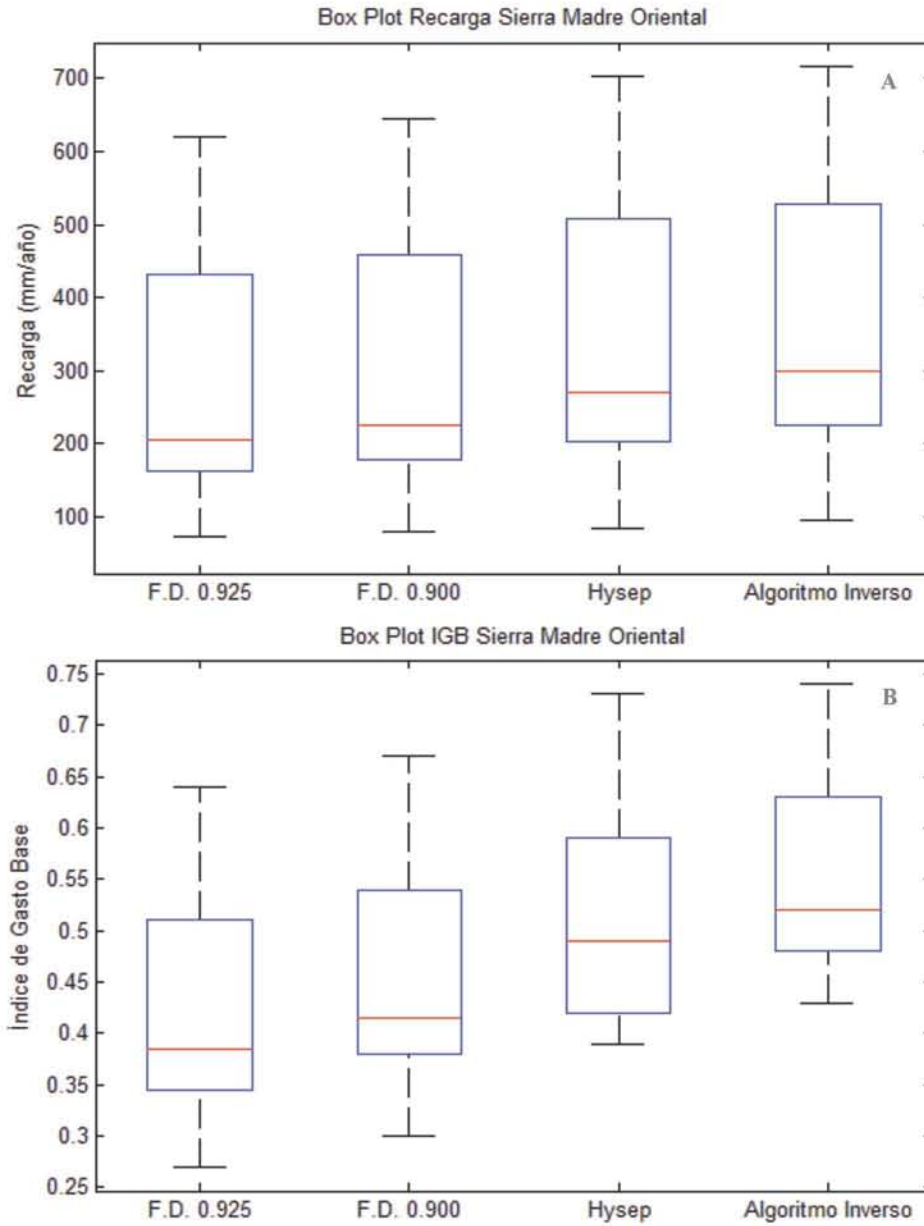 Box Plot Recarga Sierra Madre Oriental
A
Recarga (mm/año)
700
600
500
400
300
200
100
F.D. 0.925 F.D. 0.900 Hysep Algoritmo Inverso
Box Plot IGB Sierra Madre Oriental
B
Índice de Gasto Base
0.75
0.7
0.65
0.6
0.55
0.5
0.45
0.4
0.35
0.3
0.25
F.D. 0.925 F.D. 0.900 Hysep Algoritmo Inverso